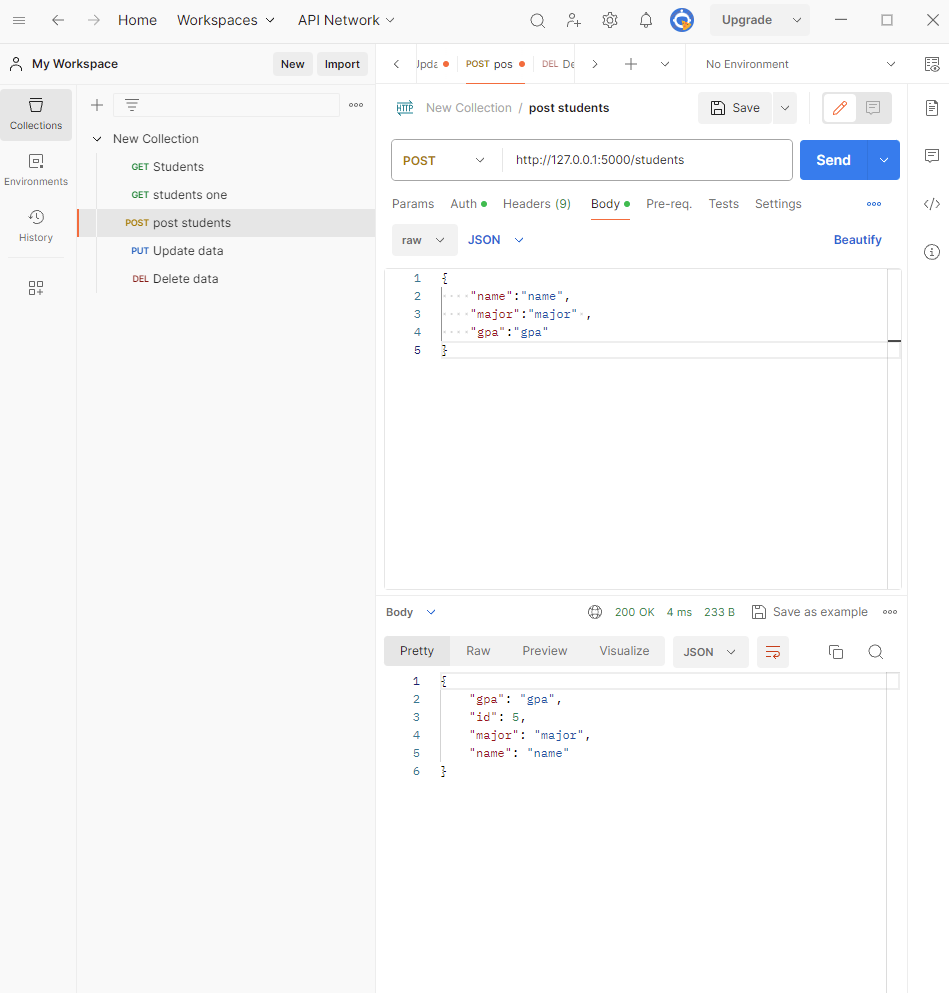 Home Workspaces API Network Upgrade
My Workspace New Import Upda POST pos DEL De No Environment
Collections
Environments
History
New Collection
GET Students
GET students one
POST post students
PUT Update data
DEL Delete data
HTTP New Collection / post students Save
POST http://127.0.0.1:5000/students Send
Params Auth Headers (9) Body Pre-req. Tests Settings
raw JSON Beautify
1 {
2 ····"name":"name",
3 ····"major":"major"·,
4 ····"gpa":"gpa"
5 }
Body 200 OK 4 ms 233 B Save as example
Pretty Raw Preview Visualize JSON
1 {
2 "gpa": "gpa",
3 "id": 5,
4 "major": "major",
5 "name": "name"
6 }